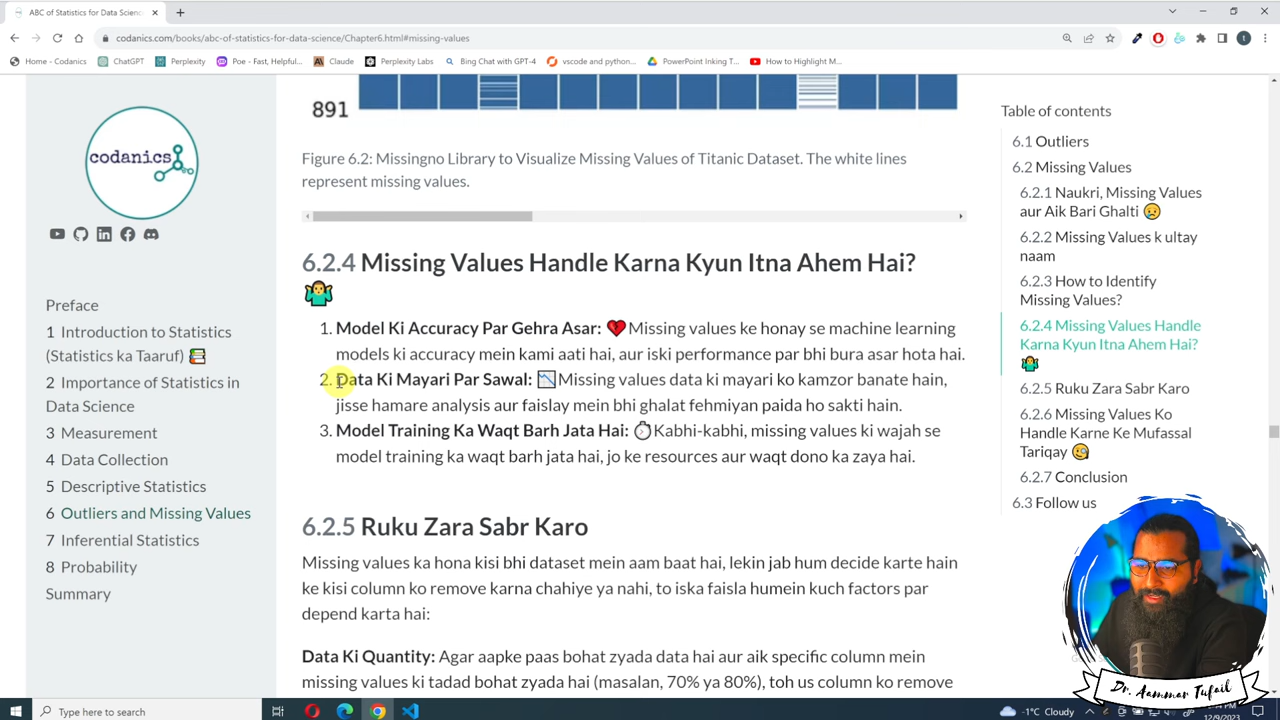 ABC of Statistics for Data Scienc
codanics.com/books/abc-of-statistics-for-data-science/Chapter6.html#missing-values
Home - Codanics
ChatGPT
Perplexity
Poe - Fast, Helpful...
Claude
Perplexity Labs
Bing Chat with GPT-4
vscode and python...
PowerPoint Inking T...
How to Highlight M...
codanics
Preface
1 Introduction to Statistics
(Statistics ka Taaruf)
2 Importance of Statistics in
Data Science
3 Measurement
4 Data Collection
5 Descriptive Statistics
6 Outliers and Missing Values
7 Inferential Statistics
8 Probability
Summary
891
Figure 6.2: Missingno Library to Visualize Missing Values of Titanic Dataset. The white lines
represent missing values.
6.2.4 Missing Values Handle Karna Kyun Itna Ahem Hai?
1. Model Ki Accuracy Par Gehra Asar: 💔Missing values ke honay se machine learning
models ki accuracy mein kami aati hai, aur iski performance par bhi bura asar hota hai.
2. Data Ki Mayari Par Sawal: 📉Missing values data ki mayari ko kamzor banate hain,
jisse hamare analysis aur faislay mein bhi ghalat fehmiyan paida ho sakti hain.
3. Model Training Ka Waqt Barh Jata Hai: ⏱Kabhi-kabhi, missing values ki wajah se
model training ka waqt barh jata hai, jo ke resources aur waqt dono ka zaya hai.
6.2.5 Ruku Zara Sabr Karo
Missing values ka hona kisi bhi dataset mein aam baat hai, lekin jab hum decide karte hain
ke kisi column ko remove karna chahiye ya nahi, to iska faisla humein kuch factors par
depend karta hai:
Data Ki Quantity: Agar aapke paas bohat zyada data hai aur aik specific column mein
missing values ki tadad bohat zyada hai (masalan, 70% ya 80%), toh us column ko remove
Table of contents
6.1 Outliers
6.2 Missing Values
6.2.1 Naukri, Missing Values
aur Aik Bari Ghalti
6.2.2 Missing Values k ultay
naam
6.2.3 How to Identify
Missing Values?
6.2.4 Missing Values Handle
Karna Kyun Itna Ahem Hai?
6.2.5 Ruku Zara Sabr Karo
6.2.6 Missing Values Ko
Handle Karne Ke Mufassal
Tariqay
6.2.7 Conclusion
6.3 Follow us
Dr. Aammar Tufail
Type here to search
-1°C Cloudy
12/9/2023